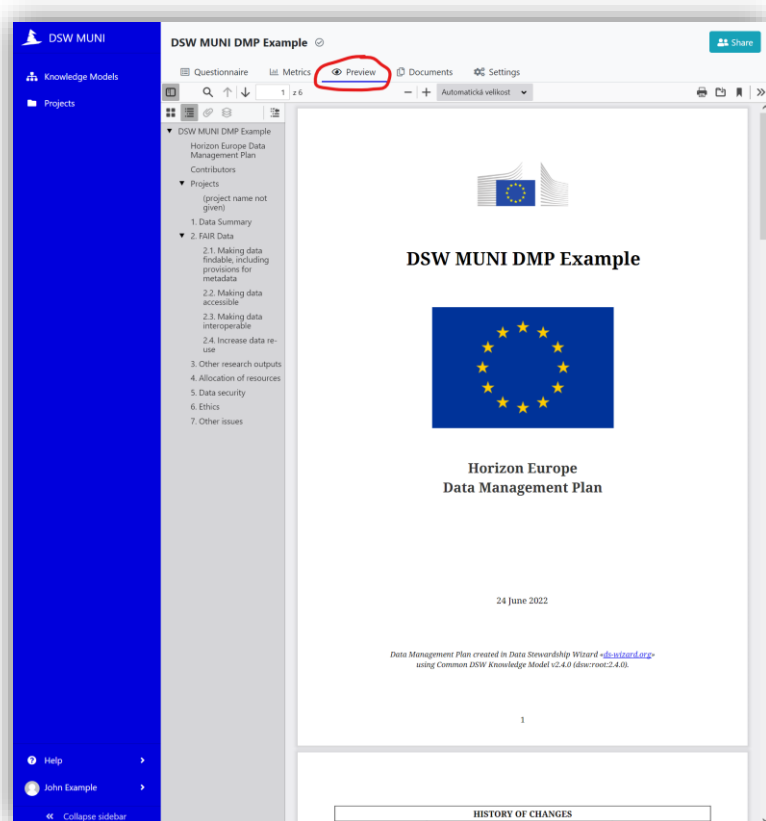 DSW MUNI
Knowledge Models
Projects
Help
John Example
Collapse sidebar
DSW MUNI DMP Example
Share
Questionnaire
Metrics
Preview
Documents
Settings
1 z 6
Automatická velikost
DSW MUNI DMP Example
Horizon Europe Data
Management Plan
Contributors
Projects
(project name not
given)
1. Data Summary
2. FAIR Data
2.1. Making data
findable, including
provisions for
metadata
2.2. Making data
accessible
2.3. Making data
interoperable
2.4. Increase data re-
use
3. Other research outputs
4. Allocation of resources
5. Data security
6. Ethics
7. Other issues
DSW MUNI DMP Example
Horizon Europe
Data Management Plan
24 June 2022
Data Management Plan created in Data Stewardship Wizard «ds-wizard.org»
using Common DSW Knowledge Model v2.4.0 (dsw:root:2.4.0).
1
HISTORY OF CHANGES